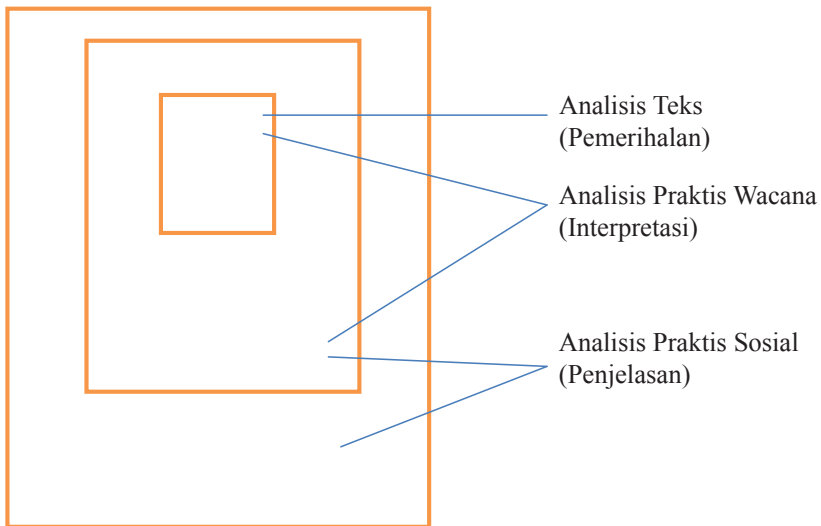 Analisis Teks
(Pemerihalan)
Analisis Praktis Wacana
(Interpretasi)
Analisis Praktis Sosial
(Penjelasan)